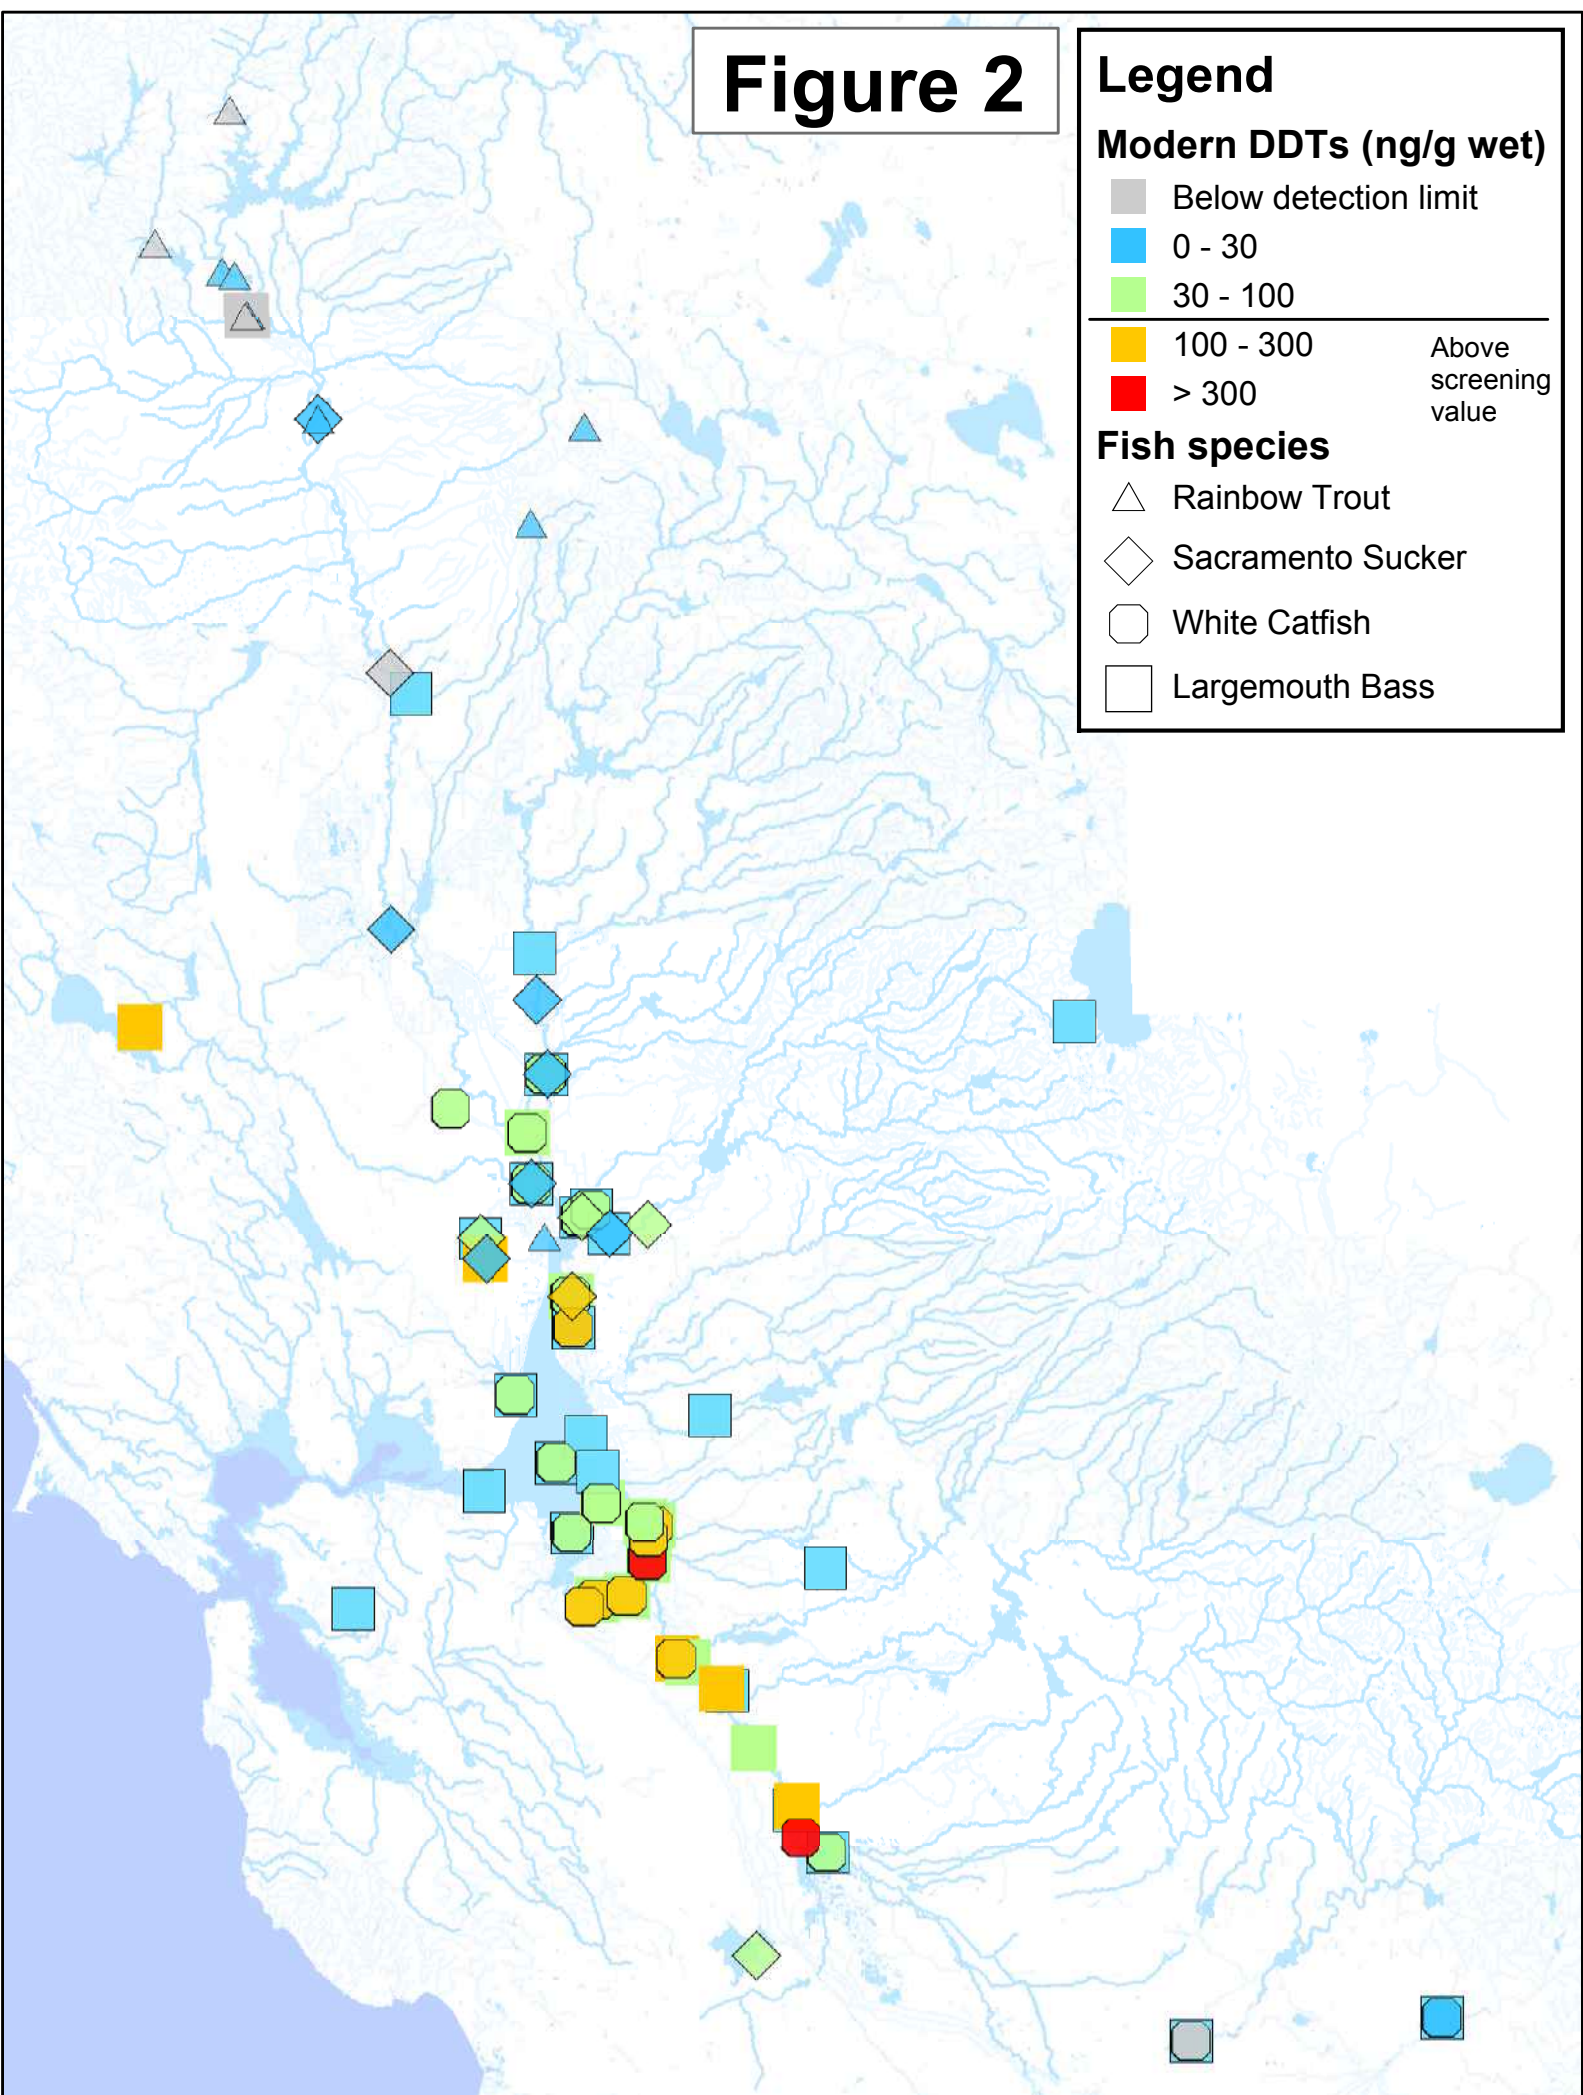 Figure 2
Legend
Modern DDTs (ng/g wet)
Below detection limit
0 - 30
30 - 100
100 - 300
> 300
Above
screening
value
Fish species
Rainbow Trout
Sacramento Sucker
White Catfish
Largemouth Bass